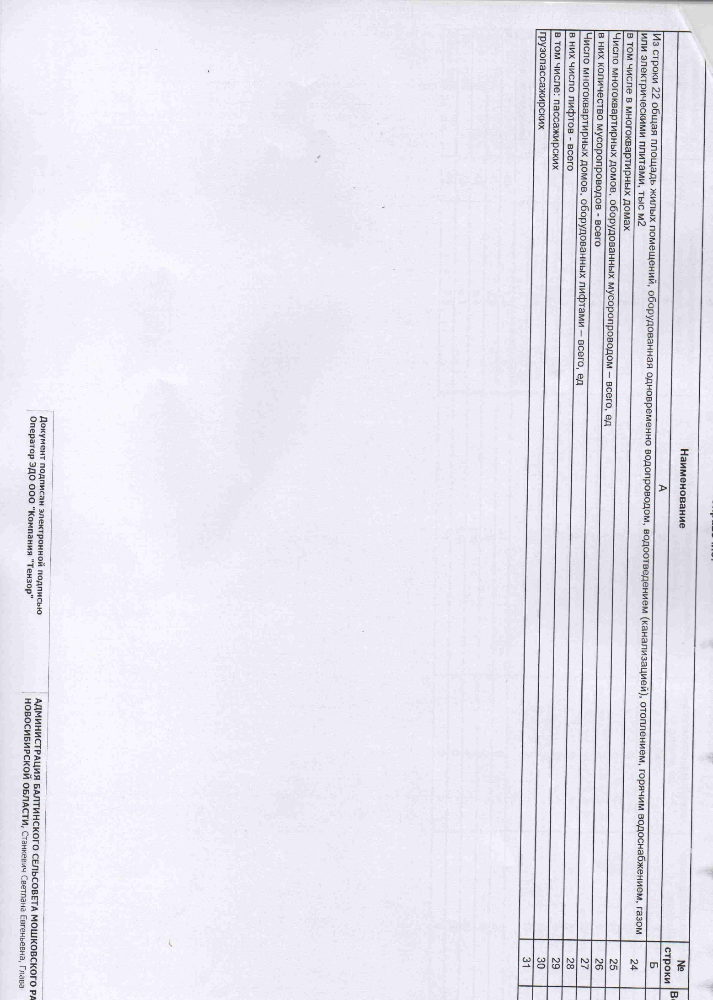 Наименование
№
строки
А
Б
Из строки 22 общая площадь жилых помещений, оборудованная одновременно водопроводом, водоотведением (канализацией), отоплением, горячим водоснабжением, газом
или электрическими плитами, тыс м2
24
в том числе в многоквартирных домах
25
Число многоквартирных домов, оборудованных мусоропроводом – всего, ед
26
в них количество мусоропроводов - всего
27
Число многоквартирных домов, оборудованных лифтами – всего, ед
28
в них число лифтов - всего
29
в том числе: пассажирских
30
грузопассажирских
31
Документ подписан электронной подписью
Оператор ЭДО ООО "Компания "Тензор"
АДМИНИСТРАЦИЯ БАЛТИНСКОГО СЕЛЬСОВЕТА МОШКОВСКОГО РА
НОВОСИБИРСКОЙ ОБЛАСТИ, Станкевич Светлана Евгеньевна, Глава